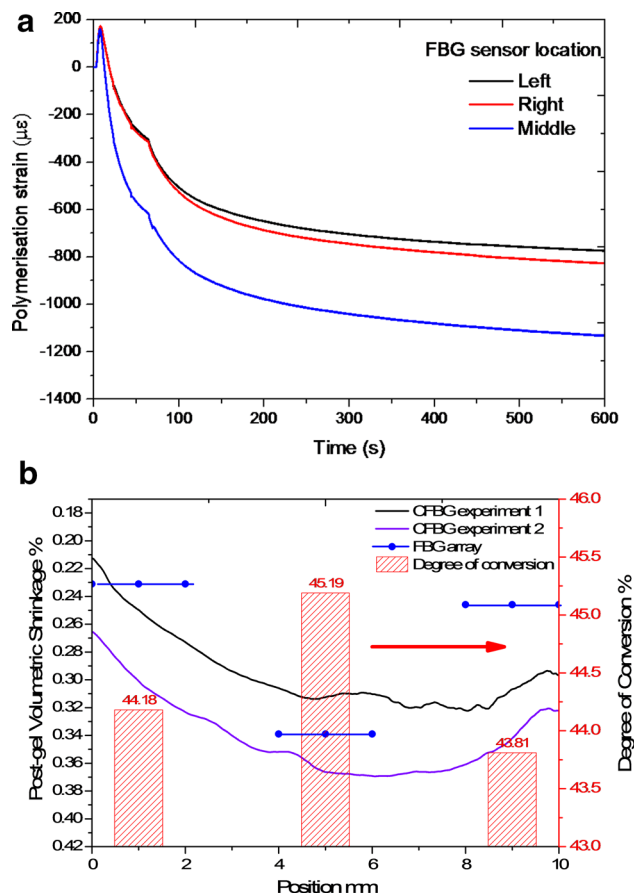 a
200
0
-200
-400
-600
-800
-1000
-1200
-1400
Polymerisation strain (με)
FBG sensor location
Left
Right
Middle
0 100 200 300 400 500 600
Time (s)
b
0.18
0.20
0.22
0.24
0.26
0.28
0.30
0.32
0.34
0.36
0.38
0.40
0.42
Post-gel Volumetric Shrinkage %
CFBG experiment 1
CFBG experiment 2
FBG array
Degree of conversion
44.18
45.19
43.81
46.0
45.5
45.0
44.5
44.0
43.5
43.0
Degree of Conversion %
0 2 4 6 8 10
Position mm